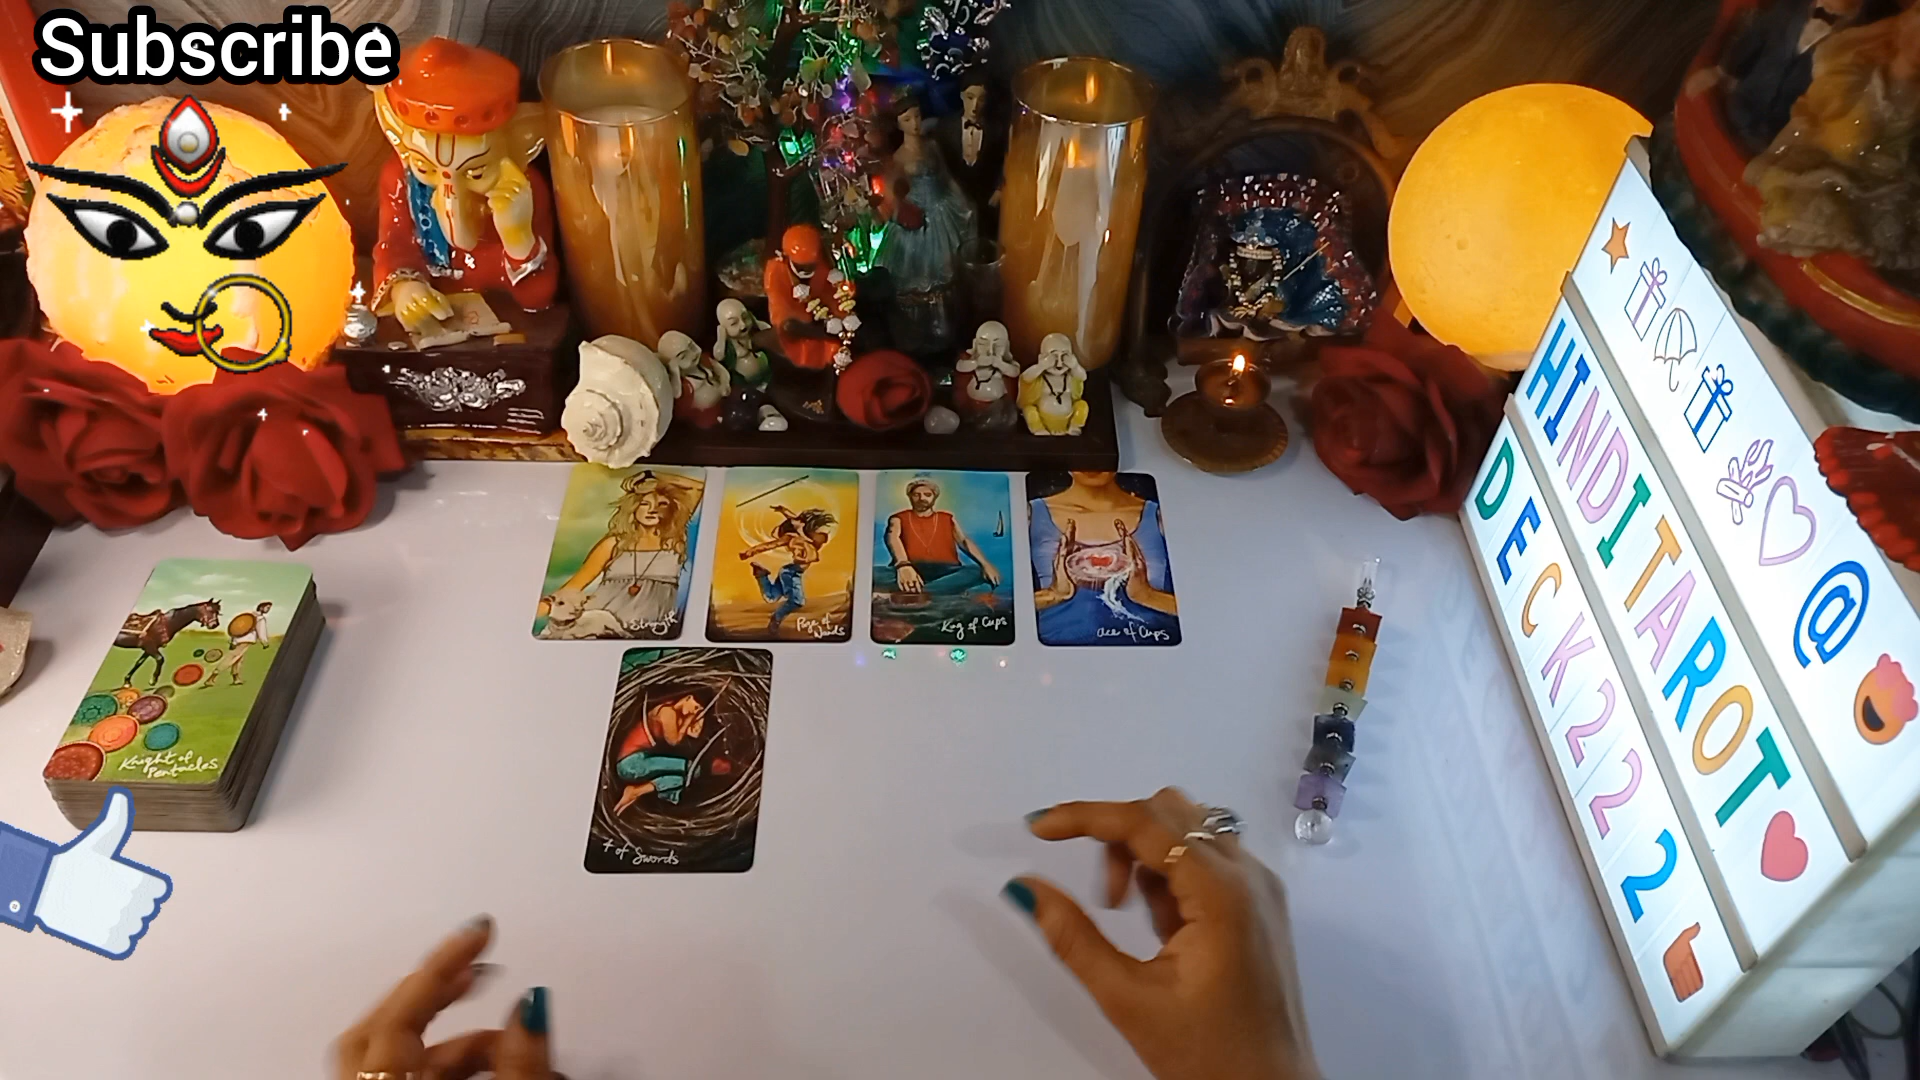 Subscribe
@
HINDITAROT
DECK222
Strength
Page of
Wands
King of Cups
ace of Cups
4 of Swords
Knight of
Pentacles